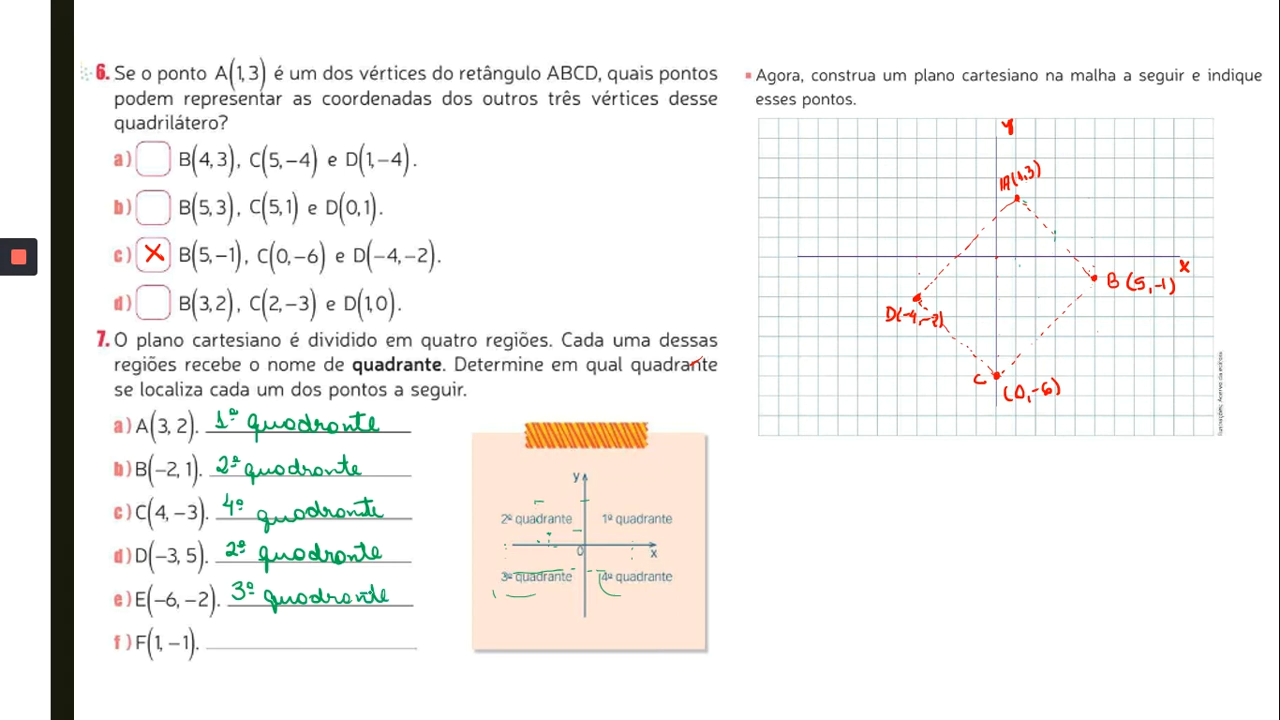 6. Se o ponto A(1,3) é um dos vértices do retângulo ABCD, quais pontos
podem representar as coordenadas dos outros três vértices desse
quadrilátero?
a) B(4,3), C(5,-4) e D(1,-4).
b) B(5,3), C(5,1) e D(0,1).
c) X B(5,-1), C(0,-6) e D(-4,-2).
d) B(3,2), C(2,-3) e D(1,0).
7. O plano cartesiano é dividido em quatro regiões. Cada uma dessas
regiões recebe o nome de quadrante. Determine em qual quadrante
se localiza cada um dos pontos a seguir.
a) A(3, 2). 1º quadrante
b) B(-2, 1). 2º quadrante
c) C(4, -3). 4º quadrante
d) D(-3, 5). 2º quadrante
e) E(-6, -2). 3º quadrante
f) F(1, -1).
y
2º quadrante 1º quadrante
0 x
3º quadrante 4º quadrante
▪ Agora, construa um plano cartesiano na malha a seguir e indique
esses pontos.
y
A(1,3)
x
B (5,-1)
D(-4,-2)
C
(0,-6)
Ilustrações: Acervo da editora